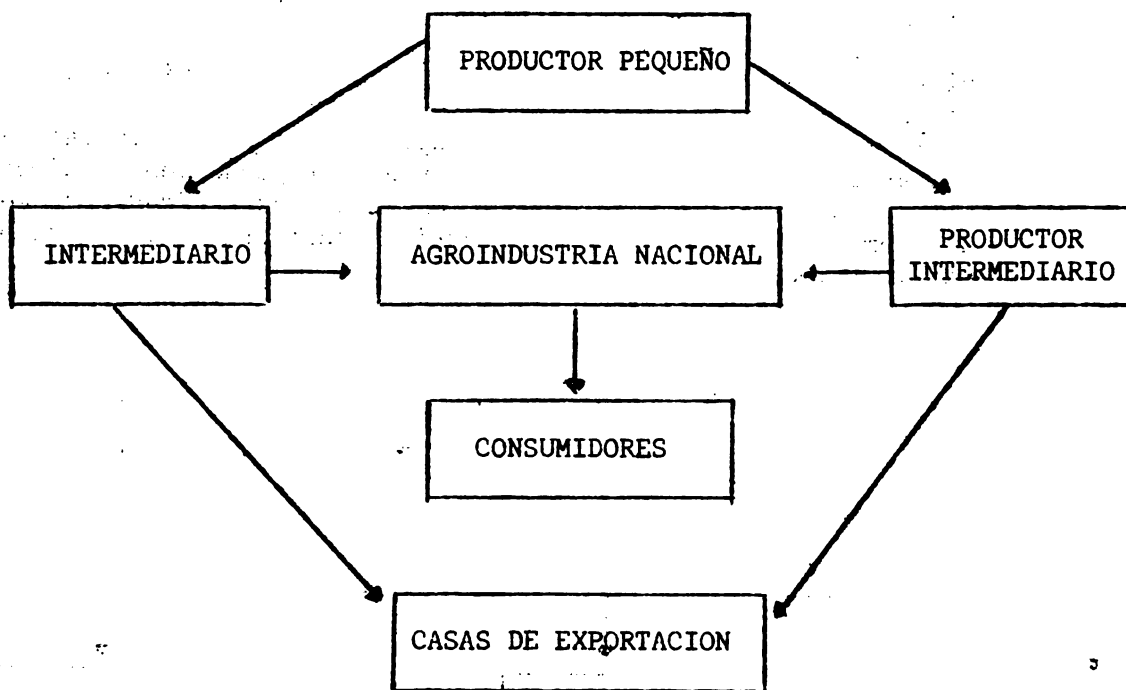 PRODUCTOR PEQUEÑO
INTERMEDIARIO
AGROINDUSTRIA NACIONAL
PRODUCTOR
INTERMEDIARIO
CONSUMIDORES
CASAS DE EXPORTACION